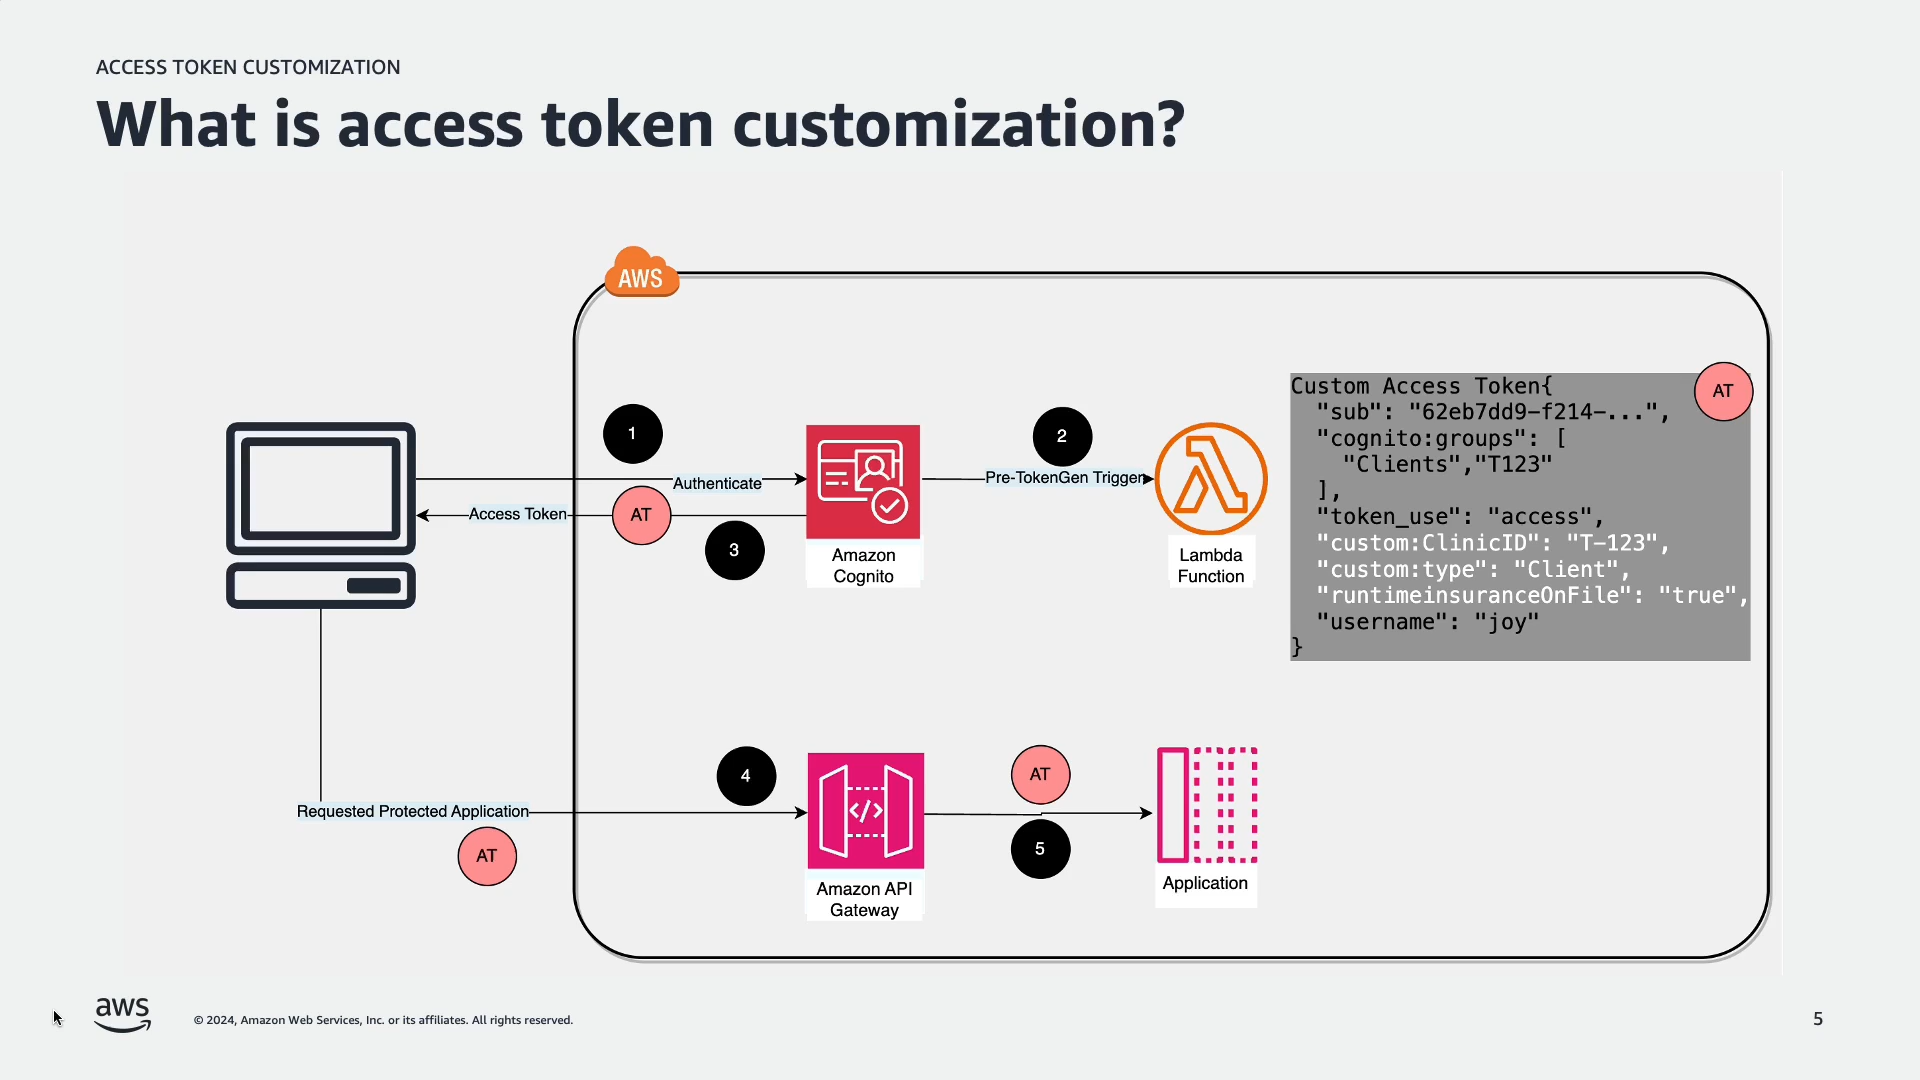 ACCESS TOKEN CUSTOMIZATION
What is access token customization?
AWS
1
Authenticate
Access Token
AT
3
Amazon
Cognito
2
Pre-TokenGen Trigger
Lambda
Function
AT
Custom Access Token{
"sub": "62eb7dd9-f214-...",
"cognito:groups": [
"Clients","T123"
],
"token_use": "access",
"custom:ClinicID": "T-123",
"custom:type": "Client",
"runtimeinsuranceOnFile": "true",
"username": "joy"
}
Requested Protected Application
AT
4
Amazon API
Gateway
AT
5
Application
aws
© 2024, Amazon Web Services, Inc. or its affiliates. All rights reserved.
5